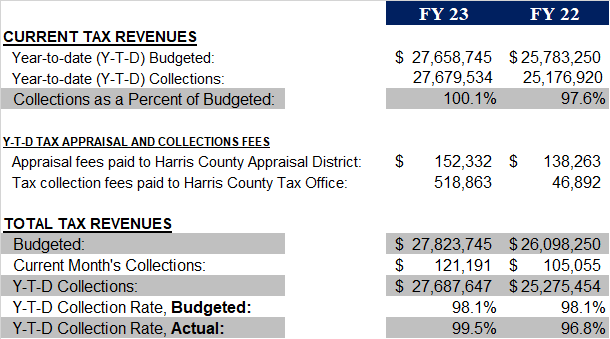 FY 23 FY 22
CURRENT TAX REVENUES
Year-to-date (Y-T-D) Budgeted: $ 27,658,745 $ 25,783,250
Year-to-date (Y-T-D) Collections: 27,679,534 25,176,920
Collections as a Percent of Budgeted: 100.1% 97.6%
Y-T-D TAX APPRAISAL AND COLLECTIONS FEES
Appraisal fees paid to Harris County Appraisal District: $ 152,332 $ 138,263
Tax collection fees paid to Harris County Tax Office: 518,863 46,892
TOTAL TAX REVENUES
Budgeted: $ 27,823,745 $ 26,098,250
Current Month's Collections: $ 121,191 $ 105,055
Y-T-D Collections: $ 27,687,647 $ 25,275,454
Y-T-D Collection Rate, Budgeted: 98.1% 98.1%
Y-T-D Collection Rate, Actual: 99.5% 96.8%